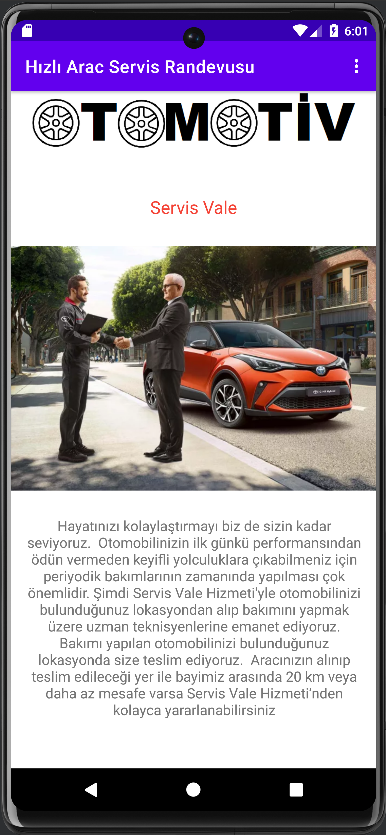 6:01
Hızlı Arac Servis Randevusu
OTOMOTİV
Servis Vale
Hayatınızı kolaylaştırmayı biz de sizin kadar
seviyoruz.  Otomobilinizin ilk günkü performansından
ödün vermeden keyifli yolculuklara çıkabilmeniz için
periyodik bakımlarının zamanında yapılması çok
önemlidir. Şimdi Servis Vale Hizmeti'yle otomobilinizi
bulunduğunuz lokasyondan alıp bakımını yapmak
üzere uzman teknisyenlerine emanet ediyoruz.
Bakımı yapılan otomobilinizi bulunduğunuz
lokasyonda size teslim ediyoruz.  Aracınızın alınıp
teslim edileceği yer ile bayimiz arasında 20 km veya
daha az mesafe varsa Servis Vale Hizmeti'nden
kolayca yararlanabilirsiniz